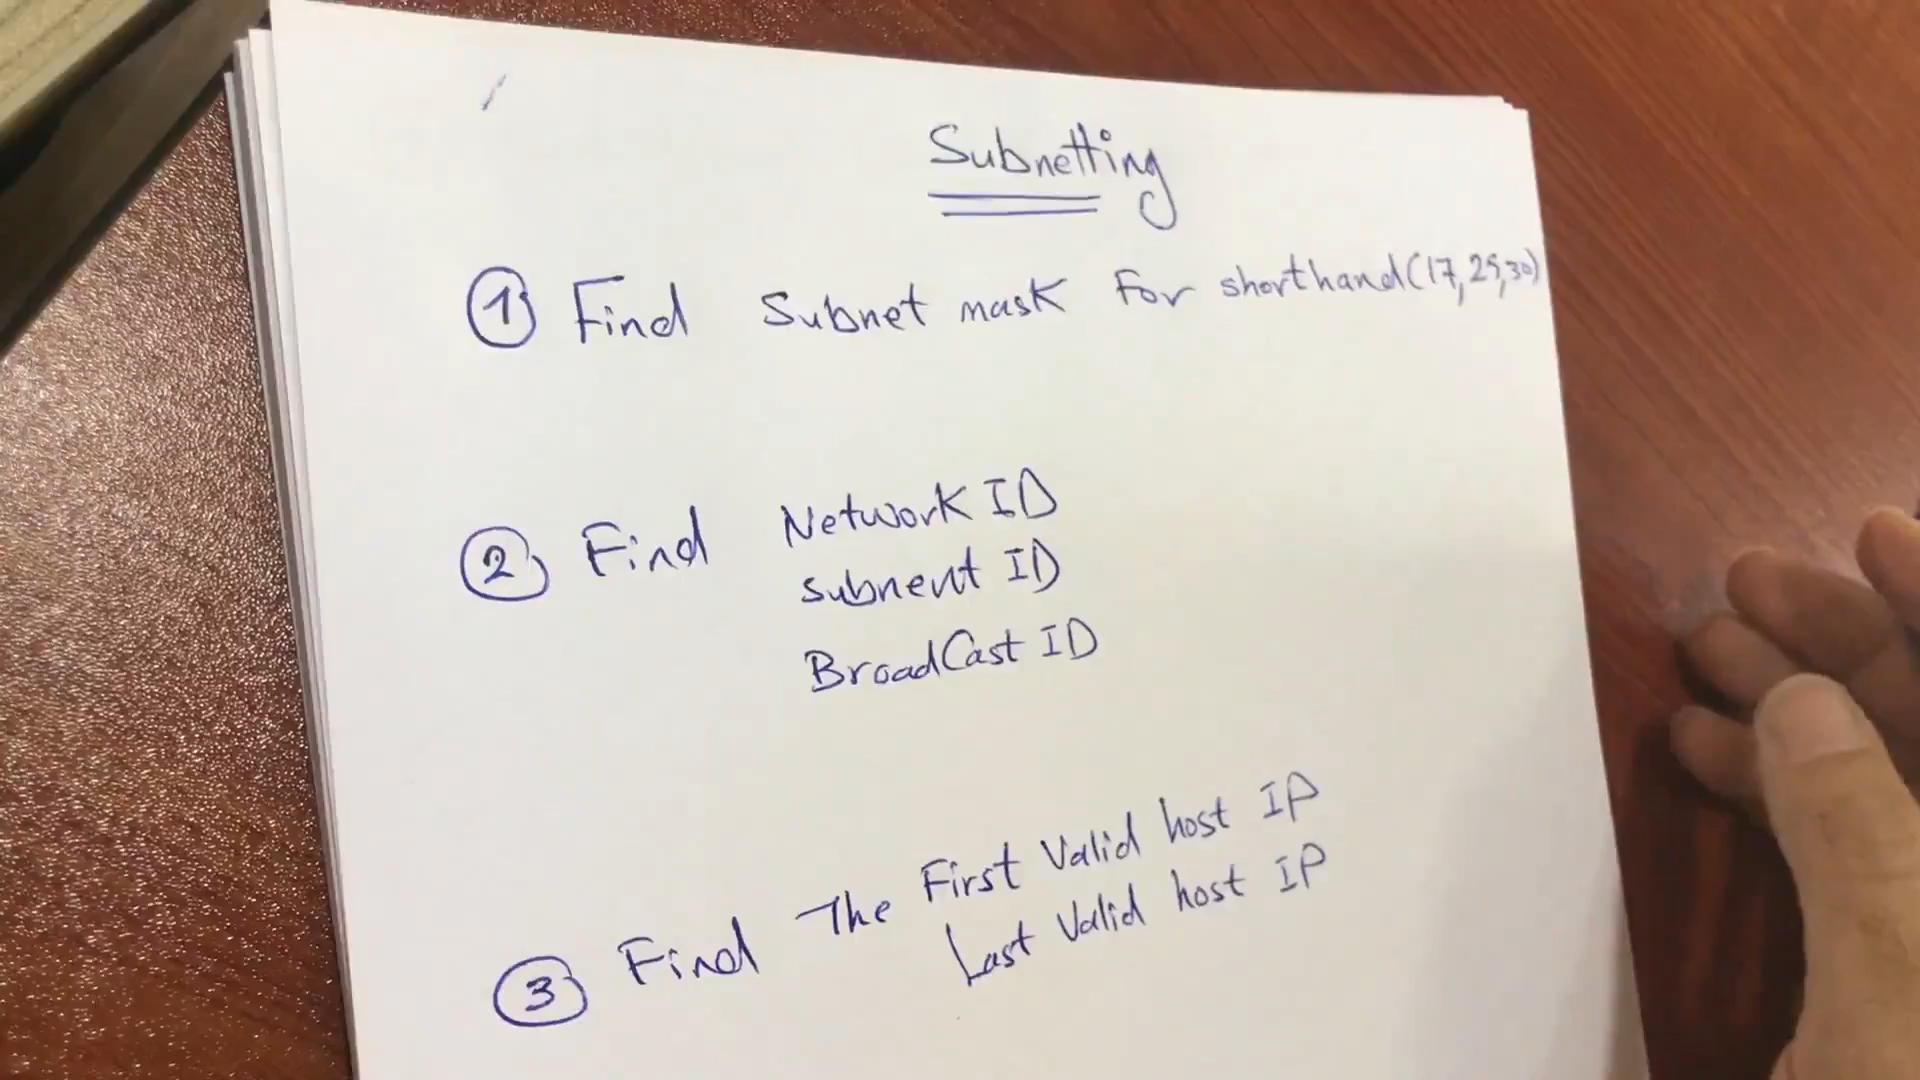 Subnetting
① Find Subnet mask For shorthand(17,25,30)
② Find Network ID
subnent ID
BroadCast ID
③ Find The First Valid host IP
Last Valid host IP